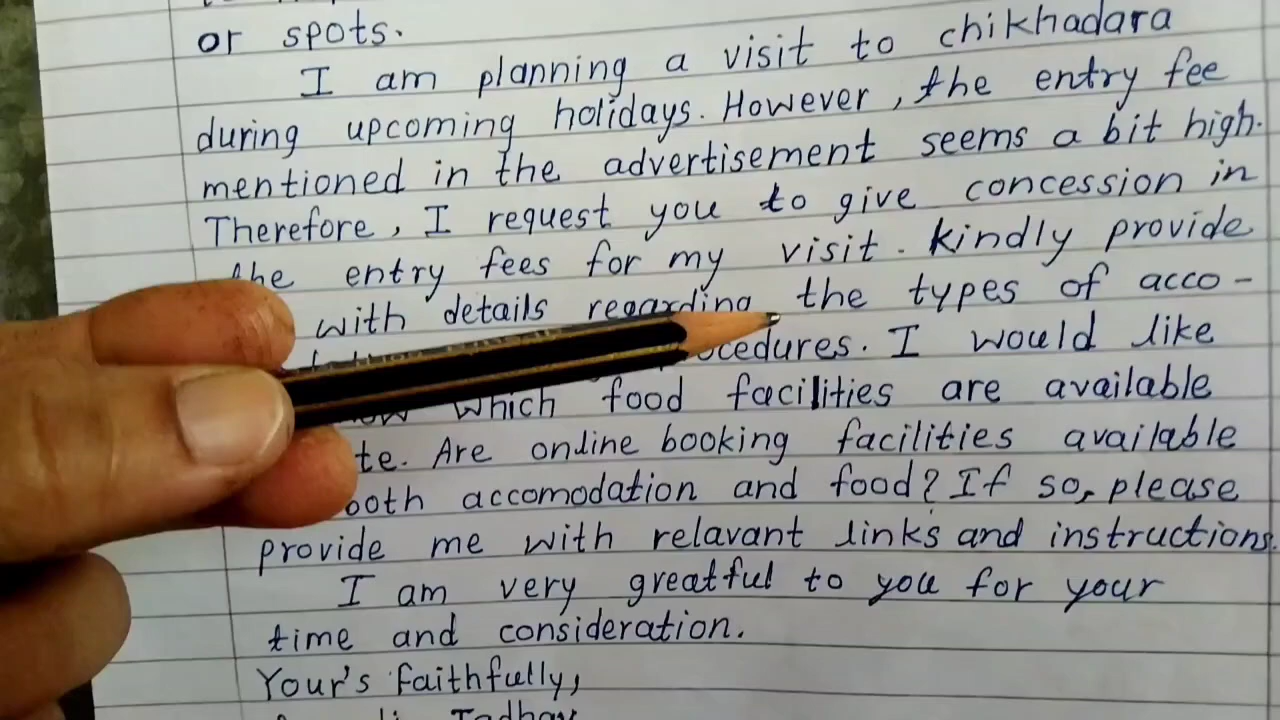 or spots.
I am planning a visit to chikhadara
during upcoming holidays. However, the entry fee
mentioned in the advertisement seems a bit high.
Therefore, I request you to give concession in
the entry fees for my visit. Kindly provide
with details regarding the types of acco-
I would like
which food facilities are available
Are online booking facilities available
accomodation and food? If so, please
provide me with relavant links and instructions.
I am very greatful to you for your
time and consideration.
Your's faithfully,